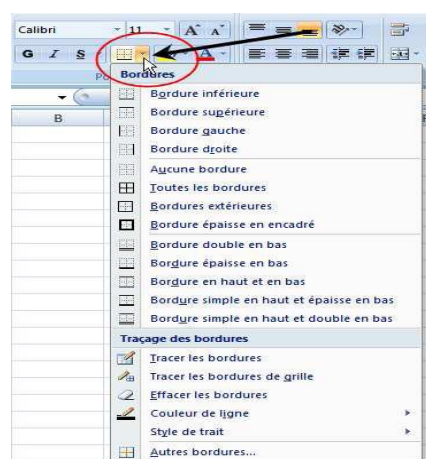 Calibri 11 A A
G I S A
Po
Bordures
B
Bordure inférieure
Bordure supérieure
Bordure gauche
Bordure droite
Aucune bordure
Toutes les bordures
Bordures extérieures
Bordure épaisse en encadré
Bordure double en bas
Bordure épaisse en bas
Bordure en haut et en bas
Bordure simple en haut et épaisse en bas
Bordure simple en haut et double en bas
Traçage des bordures
Tracer les bordures
Tracer les bordures de grille
Effacer les bordures
Couleur de ligne
Style de trait
Autres bordures...